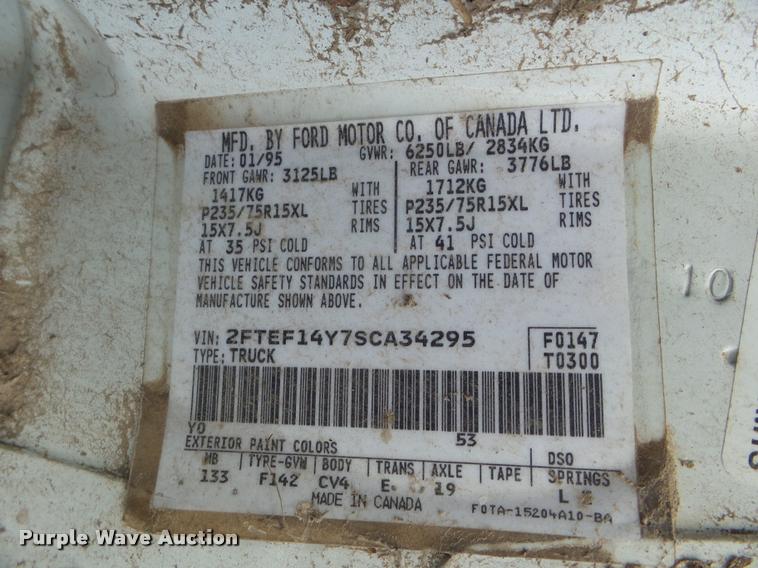 MFD. BY FORD MOTOR CO. OF CANADA LTD.
DATE: 01/95 GVWR: 6250LB/ 2834KG
FRONT GAWR: 3125LB REAR GAWR: 3776LB
1417KG WITH 1712KG WITH
P235/75R15XL TIRES P235/75R15XL TIRES
15X7.5J RIMS 15X7.5J RIMS
AT 35 PSI COLD AT 41 PSI COLD
THIS VEHICLE CONFORMS TO ALL APPLICABLE FEDERAL MOTOR
VEHICLE SAFETY STANDARDS IN EFFECT ON THE DATE OF
MANUFACTURE SHOWN ABOVE.
VIN: 2FTEF14Y7SCA34295 F0147
TYPE: TRUCK T0300
YO 53
EXTERIOR PAINT COLORS DSO
WB TYPE-GVW BODY TRANS AXLE TAPE SPRINGS
133 F142 CV4 E 19 L
MADE IN CANADA F0TA-15204A10-BA
10
Purple Wave Auction